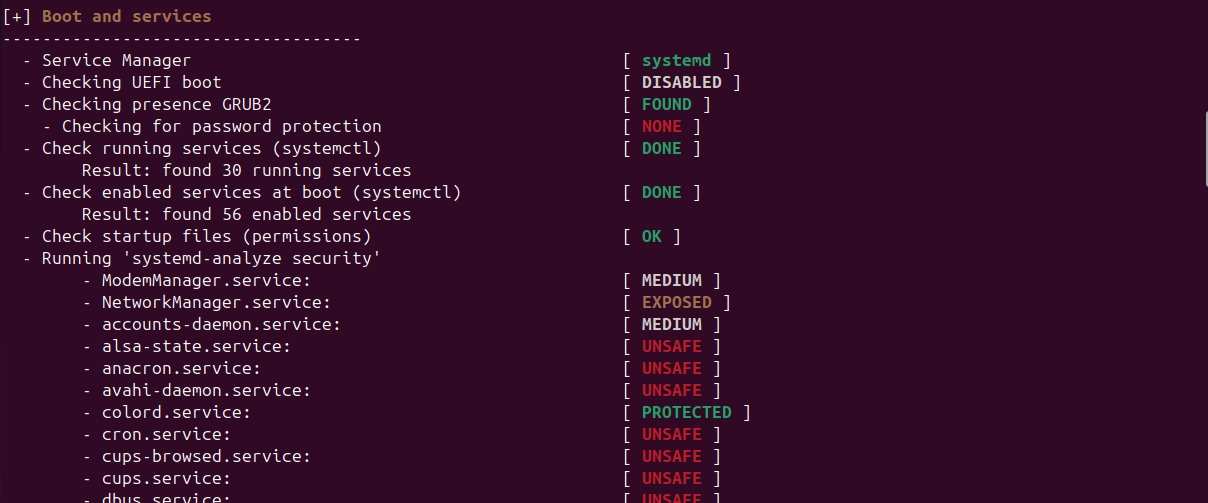 [+] Boot and services
------------------------------------
- Service Manager [ systemd ]
- Checking UEFI boot [ DISABLED ]
- Checking presence GRUB2 [ FOUND ]
- Checking for password protection [ NONE ]
- Check running services (systemctl) [ DONE ]
Result: found 30 running services
- Check enabled services at boot (systemctl) [ DONE ]
Result: found 56 enabled services
- Check startup files (permissions) [ OK ]
- Running 'systemd-analyze security'
- ModemManager.service: [ MEDIUM ]
- NetworkManager.service: [ EXPOSED ]
- accounts-daemon.service: [ MEDIUM ]
- alsa-state.service: [ UNSAFE ]
- anacron.service: [ UNSAFE ]
- avahi-daemon.service: [ UNSAFE ]
- colord.service: [ PROTECTED ]
- cron.service: [ UNSAFE ]
- cups-browsed.service: [ UNSAFE ]
- cups.service: [ UNSAFE ]
- dbus.service: [ UNSAFE ]